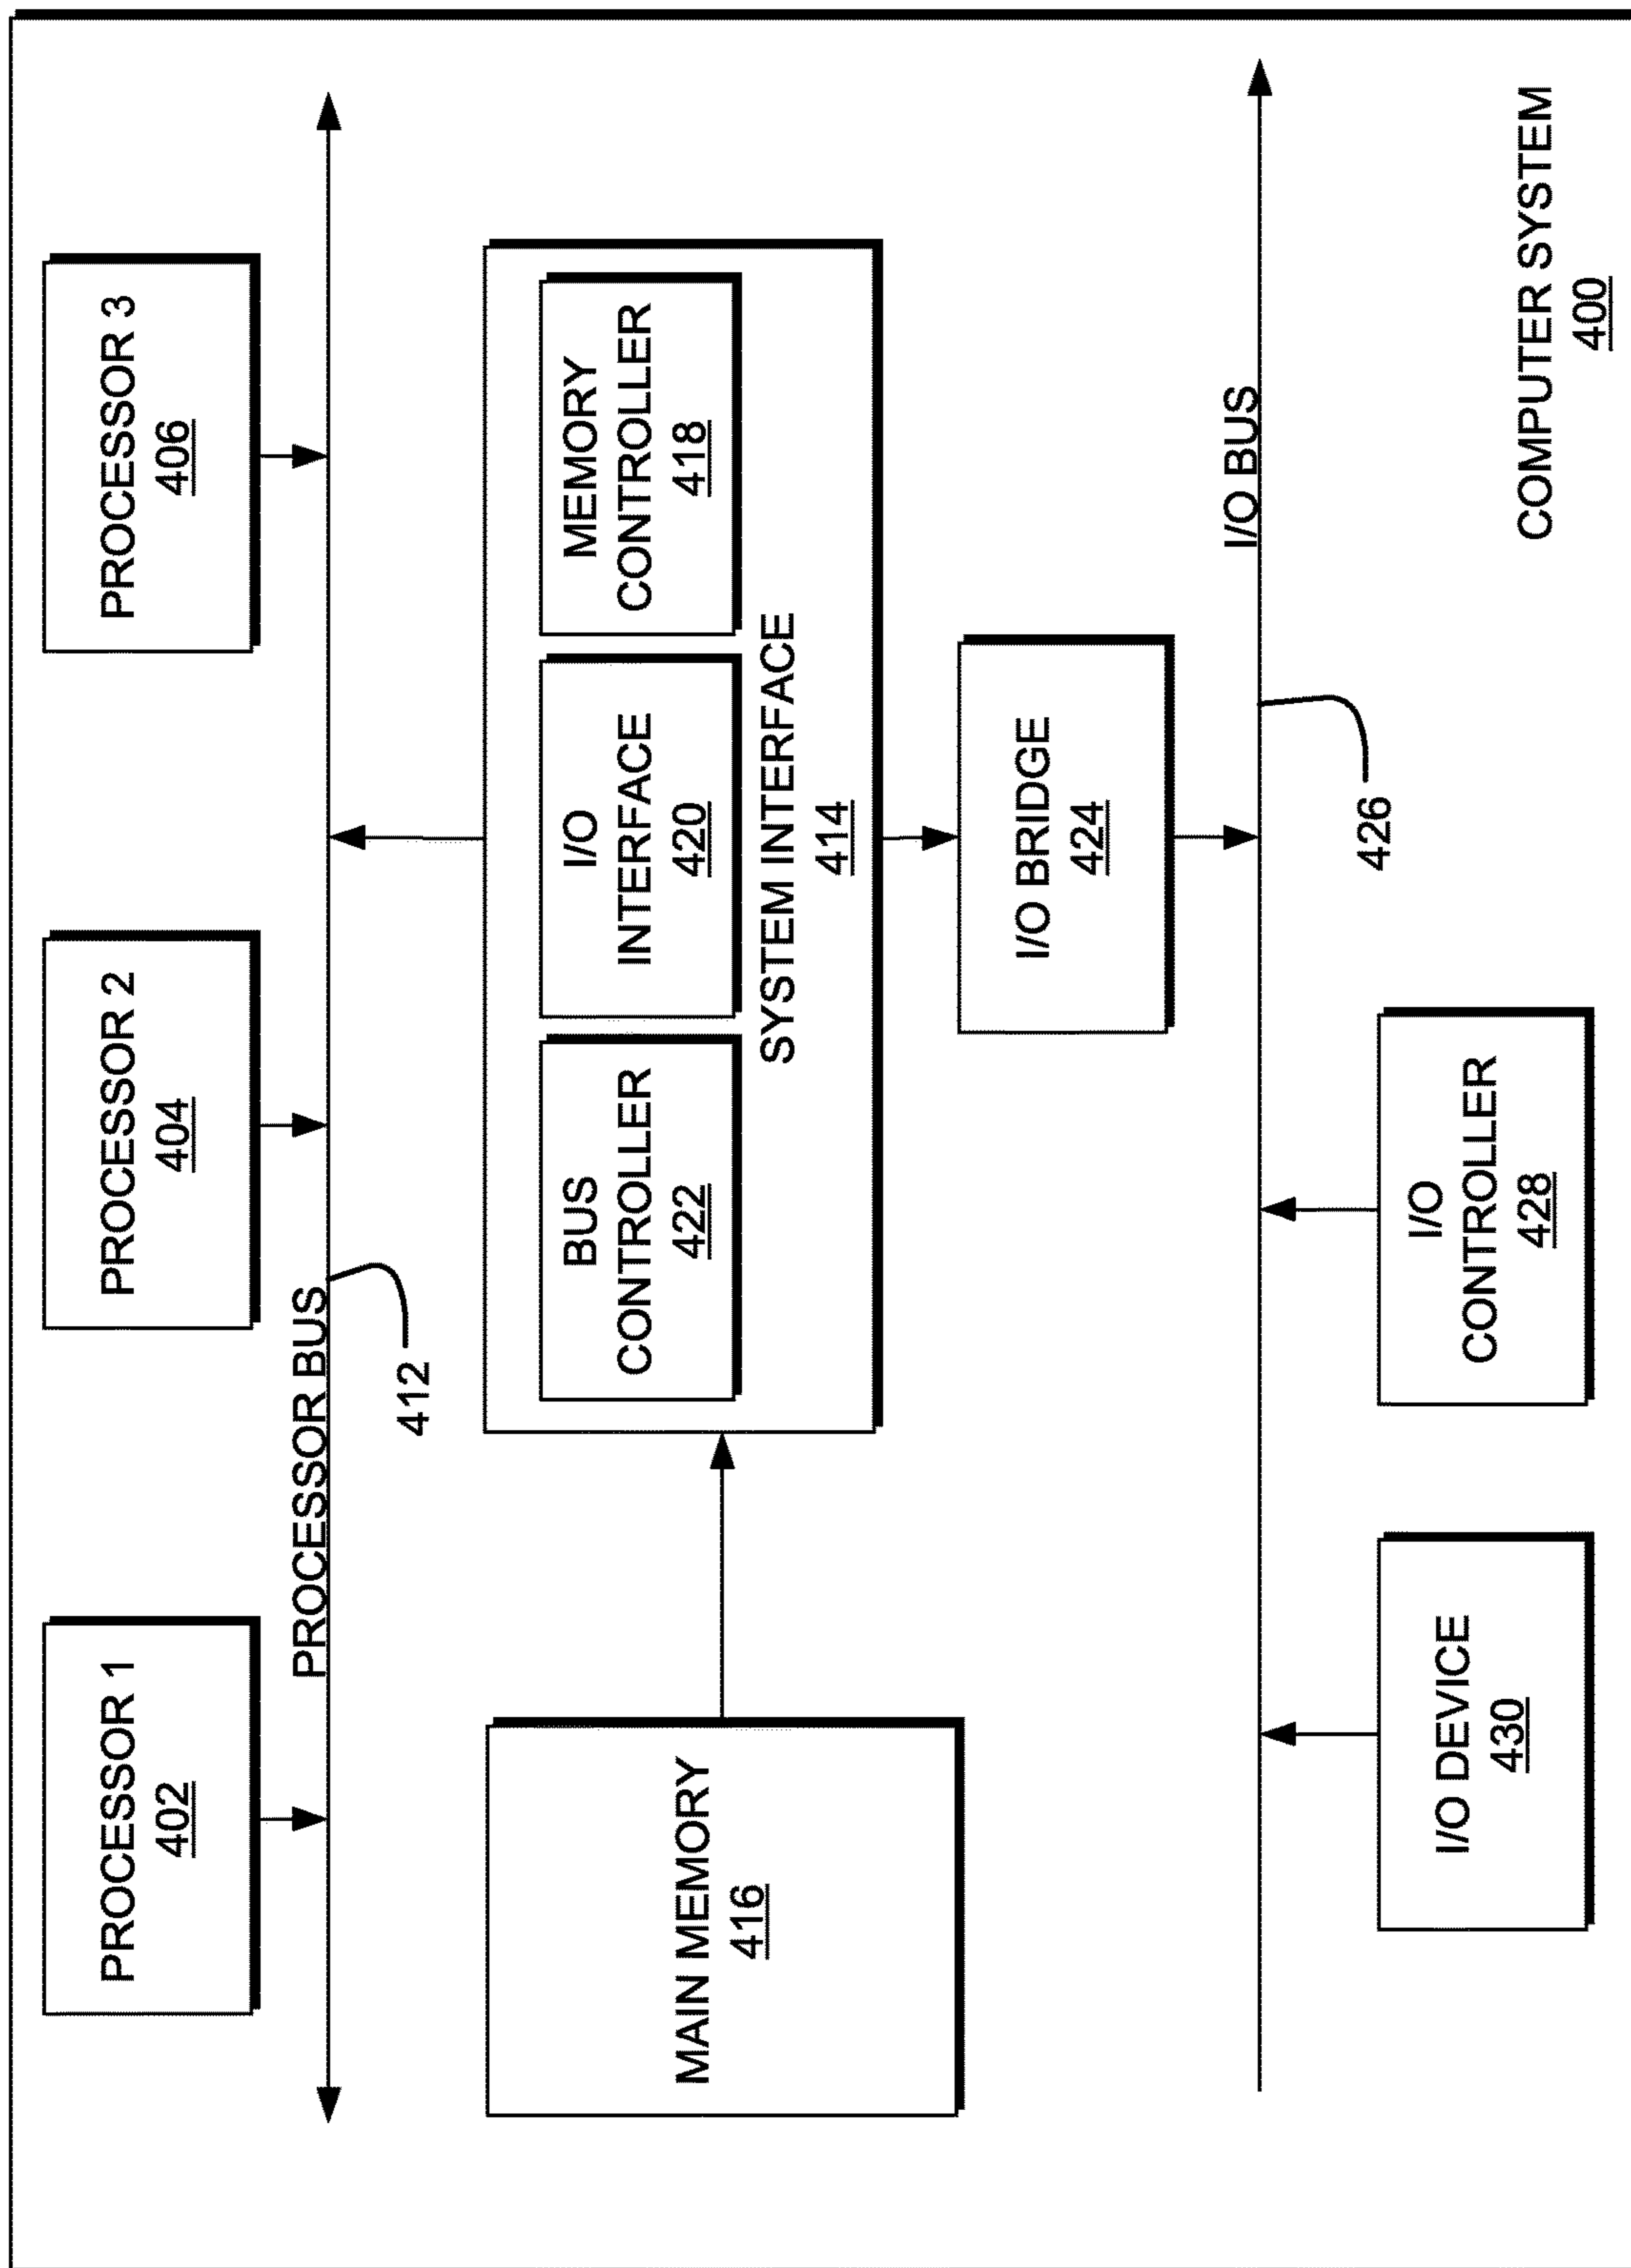 PROCESSOR 1
402
PROCESSOR 2
404
PROCESSOR 3
406
PROCESSOR BUS
412
MAIN MEMORY
416
BUS
CONTROLLER
422
I/O
INTERFACE
420
MEMORY
CONTROLLER
418
SYSTEM INTERFACE
414
I/O BRIDGE
424
I/O BUS
426
I/O DEVICE
430
I/O
CONTROLLER
428
COMPUTER SYSTEM
400